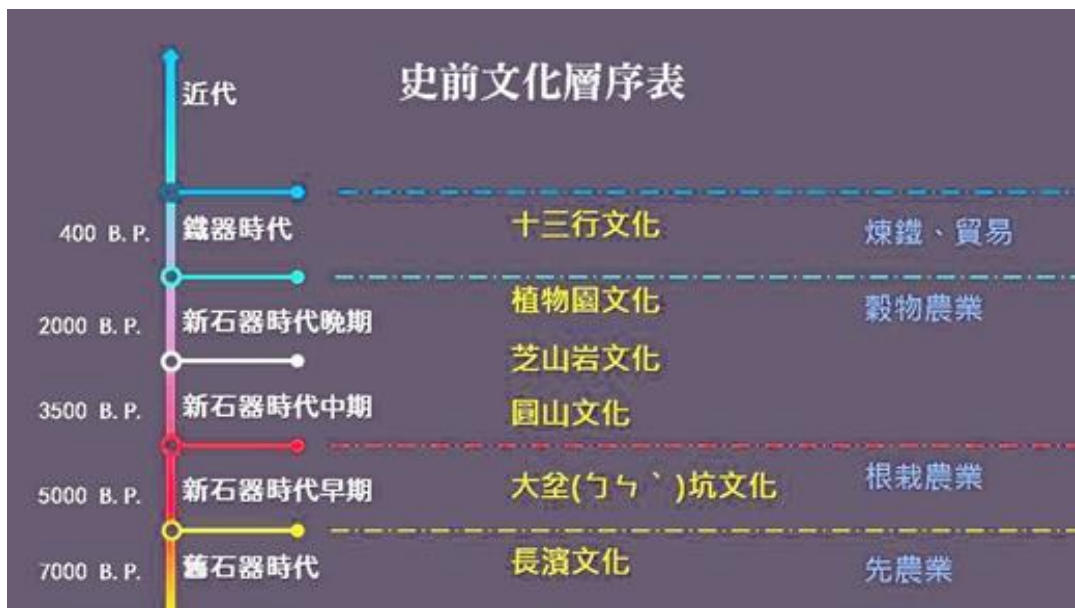 史前文化層序表
近代
400 B.P. 鐵器時代 十三行文化 煉鐵、貿易
植物園文化 穀物農業
2000 B.P. 新石器時代晚期
芝山岩文化
3500 B.P. 新石器時代中期 圓山文化
5000 B.P. 新石器時代早期 大坌(ㄅㄣˋ)坑文化 根栽農業
7000 B.P. 舊石器時代 長濱文化 先農業